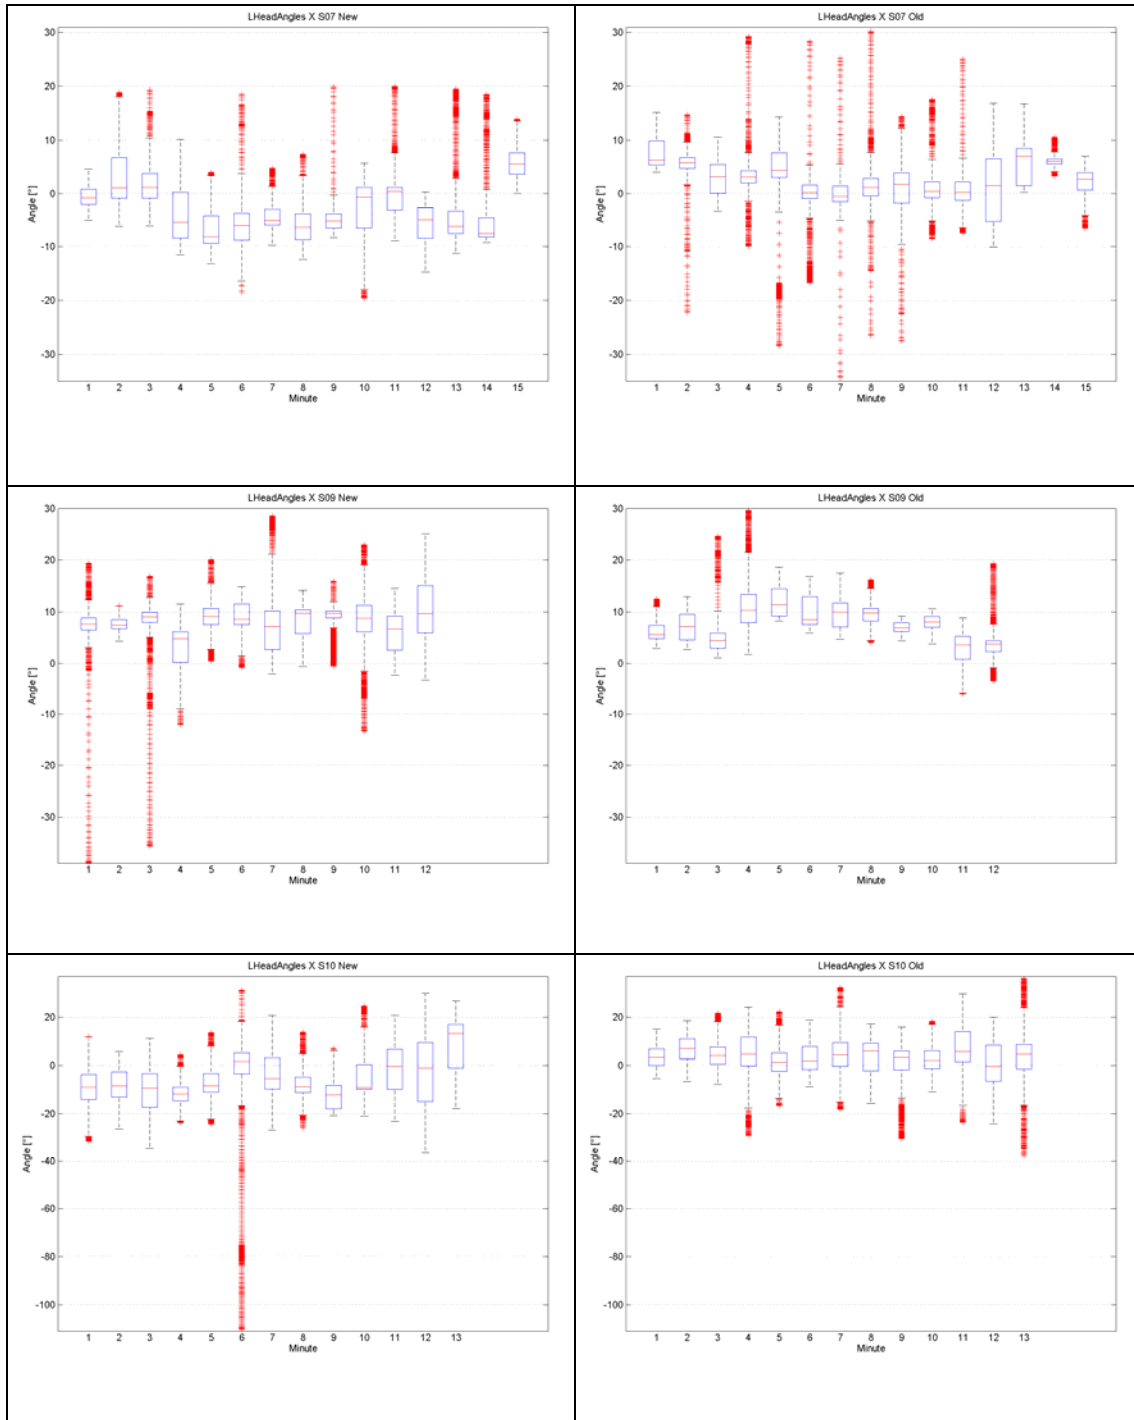 LHeadAngles X S07 New
30
20
10
0
-10
-20
-30
Angle [°]
1 2 3 4 5 6 7 8 9 10 11 12 13 14 15
Minute
LHeadAngles X S07 Old
30
20
10
0
-10
-20
-30
Angle [°]
1 2 3 4 5 6 7 8 9 10 11 12 13 14 15
Minute
LHeadAngles X S09 New
30
20
10
0
-10
-20
-30
Angle [°]
1 2 3 4 5 6 7 8 9 10 11 12
Minute
LHeadAngles X S09 Old
30
20
10
0
-10
-20
-30
Angle [°]
1 2 3 4 5 6 7 8 9 10 11 12
Minute
LHeadAngles X S10 New
20
0
-20
-40
-60
-80
-100
Angle [°]
1 2 3 4 5 6 7 8 9 10 11 12 13
Minute
LHeadAngles X S10 Old
20
0
-20
-40
-60
-80
-100
Angle [°]
1 2 3 4 5 6 7 8 9 10 11 12 13
Minute